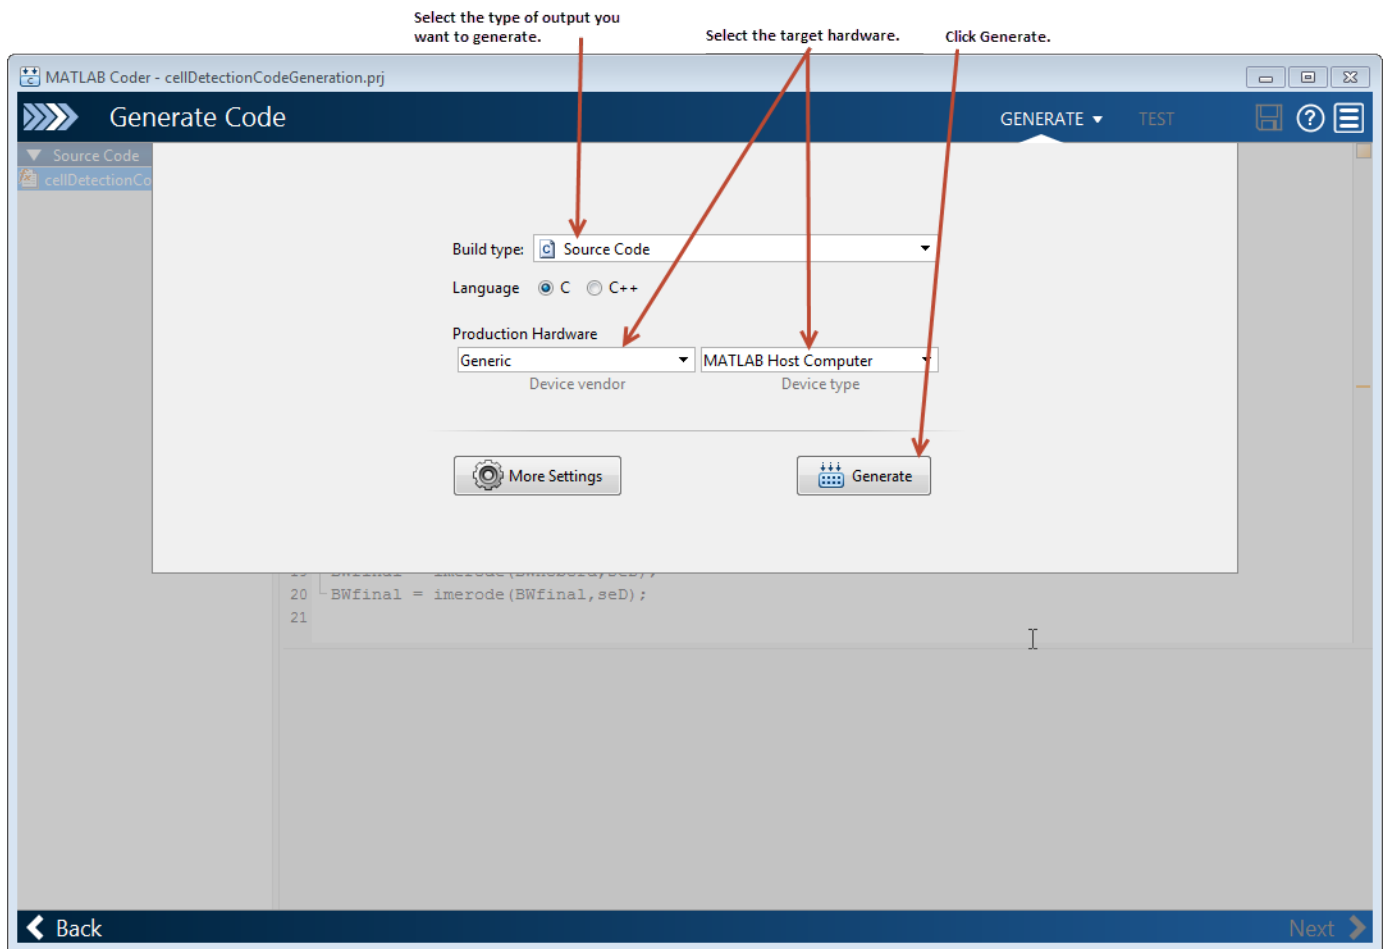 Select the type of output you
want to generate.
Select the target hardware.
Click Generate.
MATLAB Coder - cellDetectionCodeGeneration.prj
Generate Code
GENERATE
TEST
Source Code
cellDetectionCo
Build type:
Source Code
Language
C
C++
Production Hardware
Generic
MATLAB Host Computer
Device vendor
Device type
More Settings
Generate
20 BWfinal = imerode(BWfinal,seD);
21
Back
Next